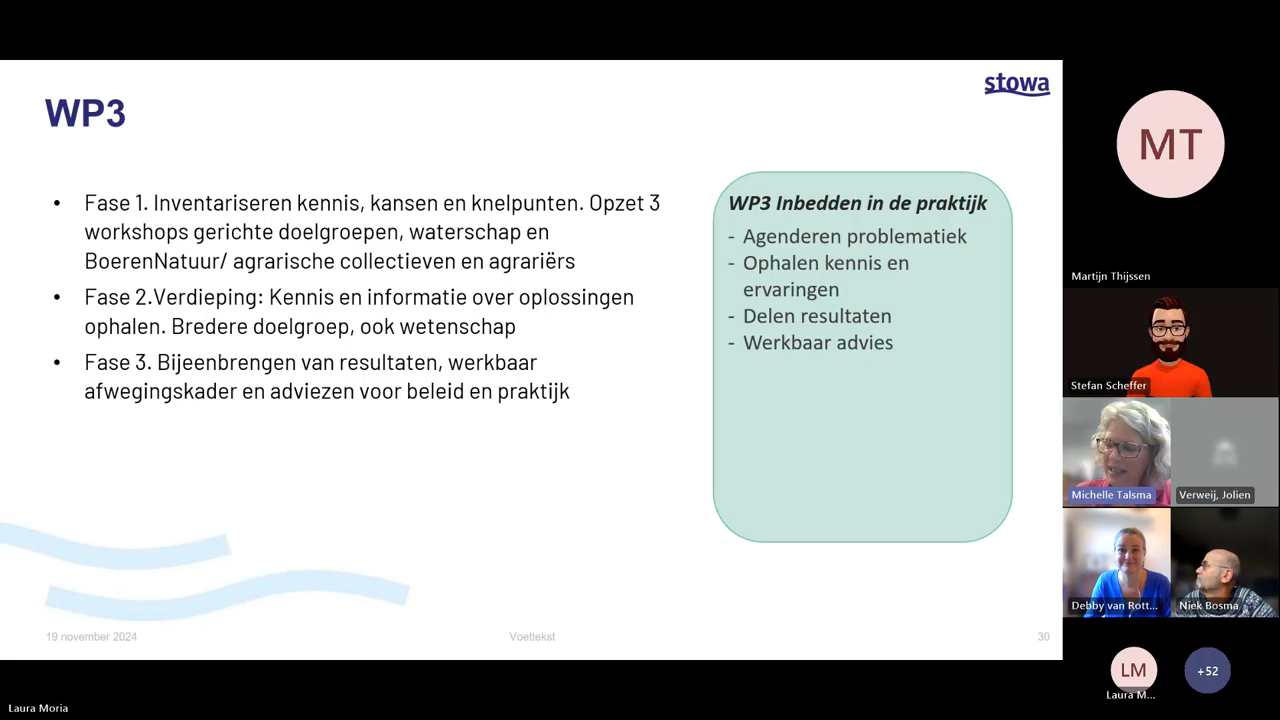 stowa
WP3
• Fase 1. Inventariseren kennis, kansen en knelpunten. Opzet 3
workshops gerichte doelgroepen, waterschap en
BoerenNatuur/ agrarische collectieven en agrariërs
• Fase 2.Verdieping: Kennis en informatie over oplossingen
ophalen. Bredere doelgroep, ook wetenschap
• Fase 3. Bijeenbrengen van resultaten, werkbaar
afwegingskader en adviezen voor beleid en praktijk
WP3 Inbedden in de praktijk
- Agenderen problematiek
- Ophalen kennis en
ervaringen
- Delen resultaten
- Werkbaar advies
19 november 2024
Voettekst
30
MT
Martijn Thijssen
Stefan Scheffer
Michelle Talsma
Verweij, Jolien
Debby van Rott...
Niek Bosma
LM
Laura M...
+52
Laura Moria